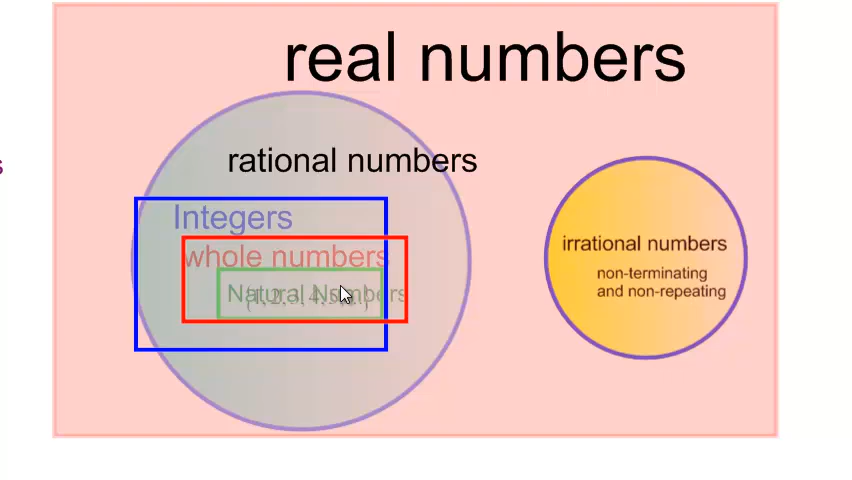 real numbers
rational numbers
Integers
whole numbers
Natural Numbers
irrational numbers
non-terminating
and non-repeating